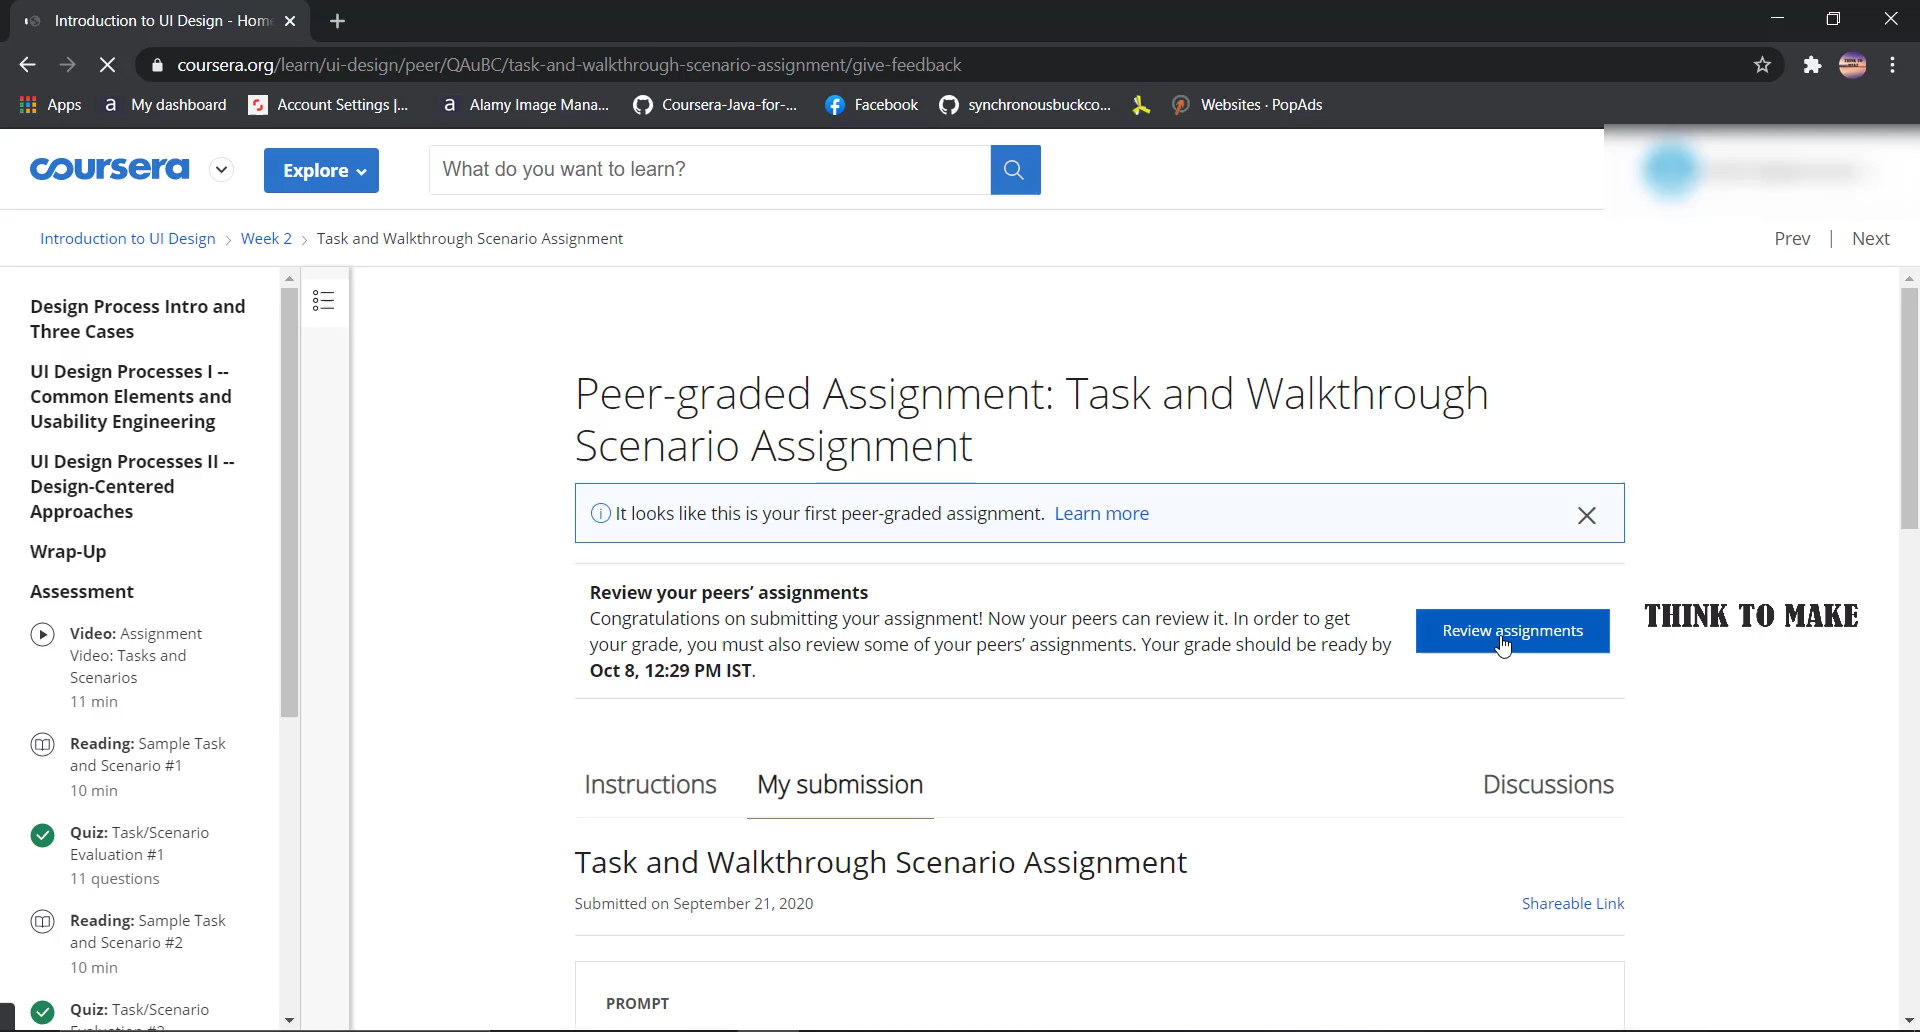 Introduction to UI Design - Hom
coursera.org/learn/ui-design/peer/QAuBC/task-and-walkthrough-scenario-assignment/give-feedback
Apps
a My dashboard
Account Settings |...
a Alamy Image Mana...
Coursera-Java-for-...
Facebook
synchronousbuckco...
Websites · PopAds
coursera
Explore
What do you want to learn?
Introduction to UI Design > Week 2 > Task and Walkthrough Scenario Assignment
Prev | Next
Design Process Intro and
Three Cases
UI Design Processes I --
Common Elements and
Usability Engineering
UI Design Processes II --
Design-Centered
Approaches
Wrap-Up
Assessment
Video: Assignment
Video: Tasks and
Scenarios
11 min
Reading: Sample Task
and Scenario #1
10 min
Quiz: Task/Scenario
Evaluation #1
11 questions
Reading: Sample Task
and Scenario #2
10 min
Quiz: Task/Scenario
Peer-graded Assignment: Task and Walkthrough
Scenario Assignment
It looks like this is your first peer-graded assignment. Learn more
Review your peers’ assignments
Congratulations on submitting your assignment! Now your peers can review it. In order to get
your grade, you must also review some of your peers’ assignments. Your grade should be ready by
Oct 8, 12:29 PM IST.
Review assignments
THINK TO MAKE
Instructions
My submission
Discussions
Task and Walkthrough Scenario Assignment
Submitted on September 21, 2020
Shareable Link
PROMPT